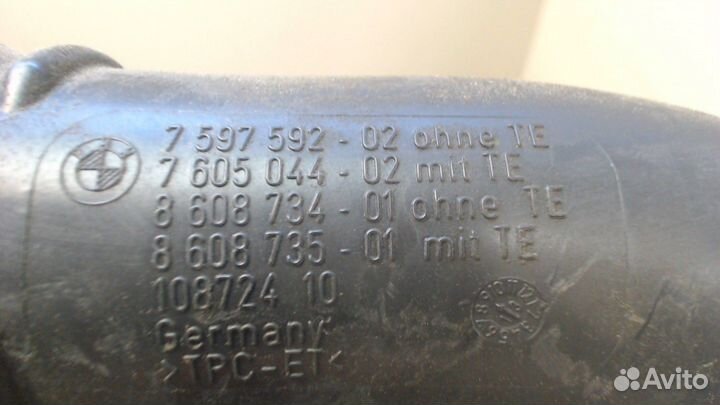 7 597 592 - 02 ohne TE
7 605 044 - 02 mit TE
8 608 734 - 01 ohne TE
8 608 735 - 01 mit TE
108724 10
Germany
>TPC-ET<
Avito